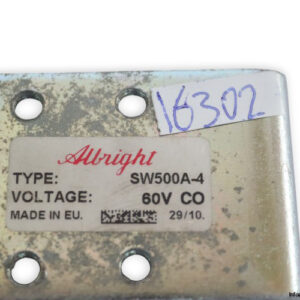 16302
Albright
TYPE: SW500A-4
VOLTAGE: 60V CO
MADE IN EU. 29/10.